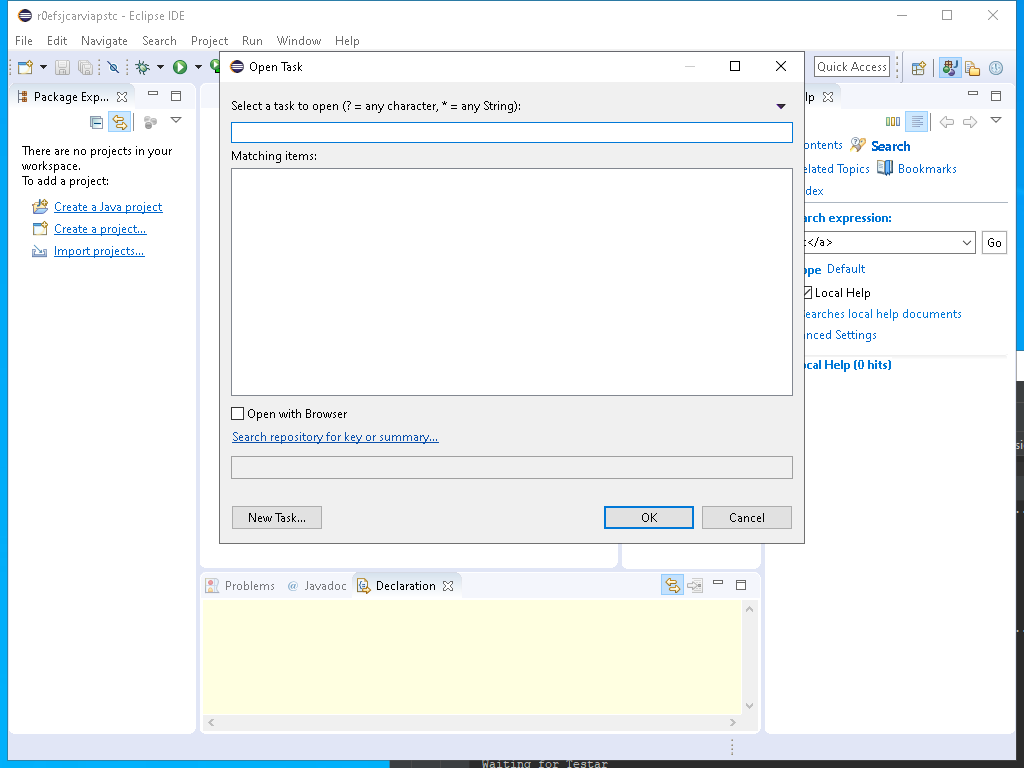 r0efsjcarviapstc - Eclipse IDE
File Edit Navigate Search Project Run Window Help
Open Task
Quick Access
Package Exp...
lp
Select a task to open (? = any character, * = any String):
Matching items:
There are no projects in your
workspace.
To add a project:
Create a Java project
Create a project...
Import projects...
ontents Search
elated Topics Bookmarks
dex
arch expression:
</a>
Go
ope Default
Local Help
earches local help documents
nced Settings
ocal Help (0 hits)
Open with Browser
Search repository for key or summary...
New Task...
OK
Cancel
Problems @ Javadoc Declaration
Waiting for Testar